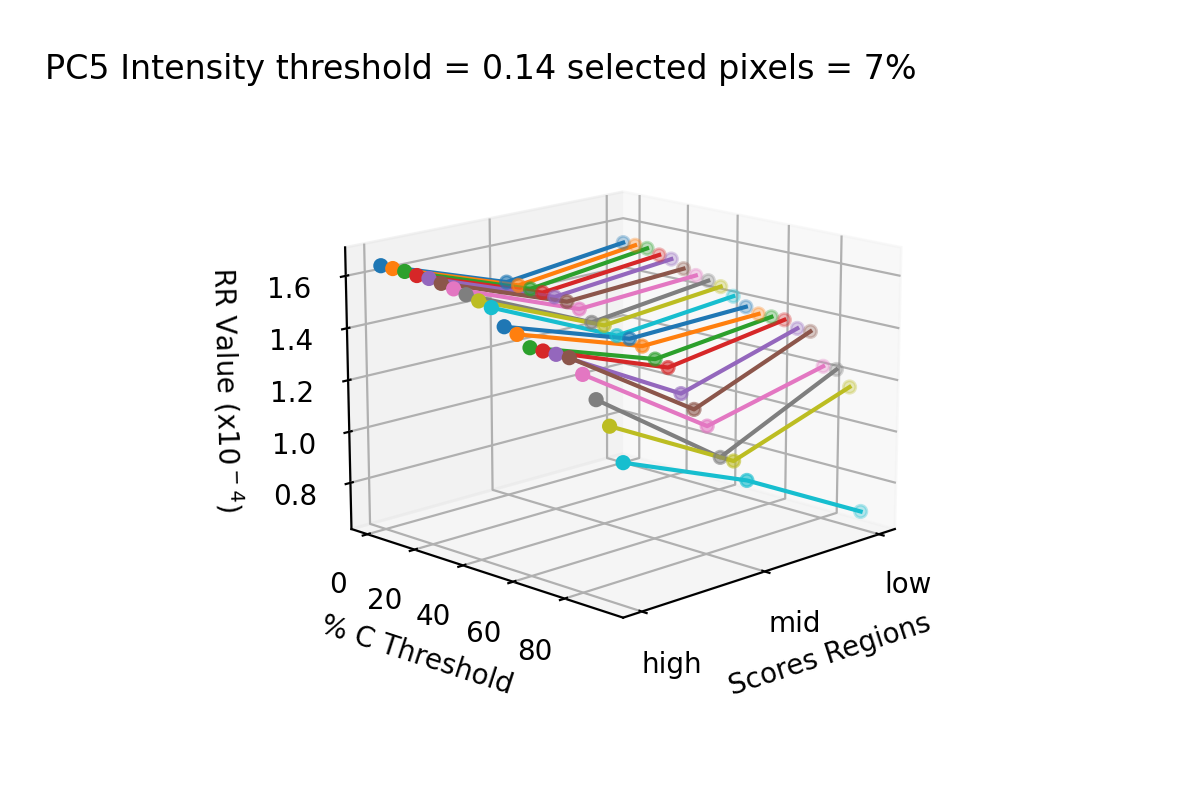 PC5 Intensity threshold = 0.14 selected pixels = 7%
RR Value (x10⁻⁴)
1.6
1.4
1.2
1.0
0.8
0
20
40
60
80
% C Threshold
high
mid
low
Scores Regions